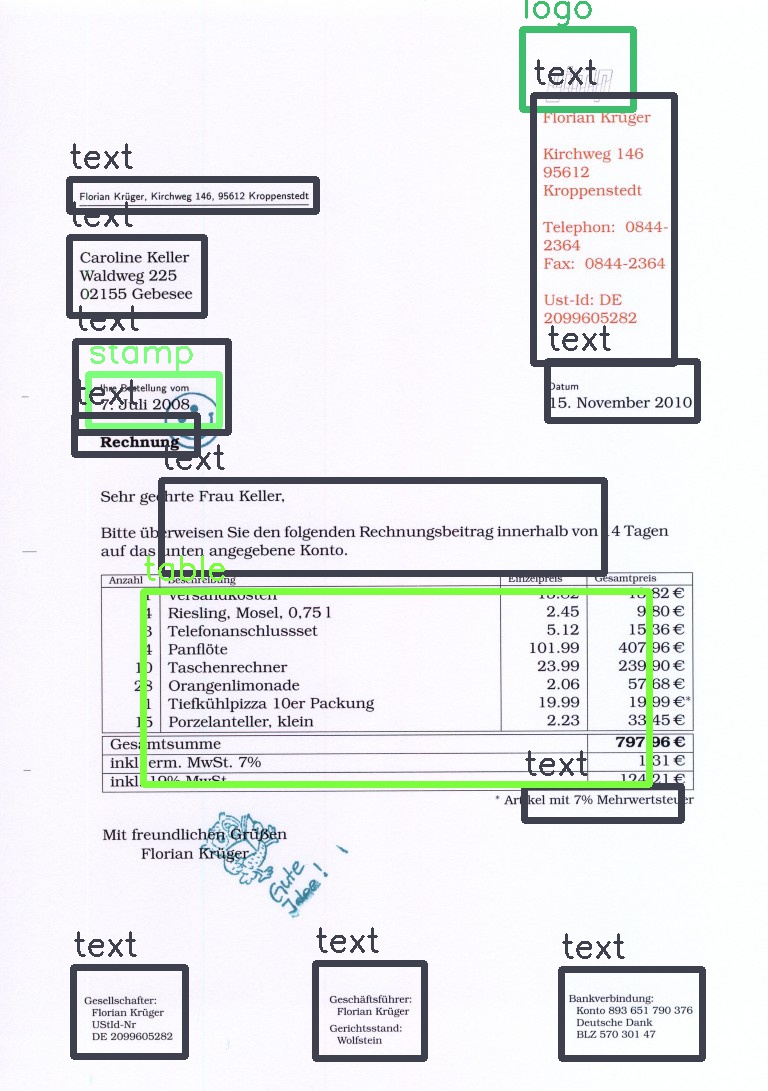 logo
text
Florian Krüger
Kirchweg 146
95612
Kroppenstedt
Telephon: 0844-
2364
Fax: 0844-2364
Ust-Id: DE
2099605282
text
Florian Krüger, Kirchweg 146, 95612 Kroppenstedt
text
Caroline Keller
Waldweg 225
02155 Gebesee
text
stamp
Ihre Bestellung vom
7. Juli 2008
text
Datum
15. November 2010
text
Rechnung
text
Sehr geehrte Frau Keller,
Bitte überweisen Sie den folgenden Rechnungsbeitrag innerhalb von 14 Tagen
auf das unten angegebene Konto.
table
Anzahl Beschreibung Einzelpreis Gesamtpreis
1 Versandkosten 13.82 13.82 €
4 Riesling, Mosel, 0,75 l 2.45 9.80 €
3 Telefonanschlussset 5.12 15.36 €
4 Panflöte 101.99 407.96 €
10 Taschenrechner 23.99 239.90 €
28 Orangenlimonade 2.06 57.68 €
1 Tiefkühlpizza 10er Packung 19.99 19.99 €*
15 Porzelanteller, klein 2.23 33.45 €
Gesamtsumme 797.96 €
inkl. erm. MwSt. 7% 1.31 €
inkl. 19% MwSt. 124.21 €
text
* Artikel mit 7% Mehrwertsteuer
Mit freundlichen Grüßen
Florian Krüger
Gute
text
Gesellschafter:
Florian Krüger
UStId-Nr
DE 2099605282
text
Geschäftsführer:
Florian Krüger
Gerichtsstand:
Wolfstein
text
Bankverbindung:
Konto 893 651 790 376
Deutsche Dank
BLZ 570 301 47